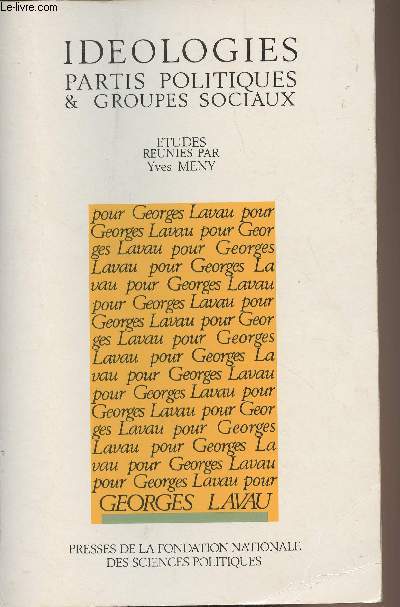 le-livre.com
IDEOLOGIES
PARTIS POLITIQUES
& GROUPES SOCIAUX
ETUDES
REUNIES PAR
Yves MENY
pour Georges Lavau pour
Georges Lavau pour Geor
ges Lavau pour Georges
Lavau pour Georges La
vau pour Georges Lavau
pour Georges Lavau pour
Georges Lavau pour Geor
ges Lavau pour Georges
Lavau pour Georges La
vau pour Georges Lavau
pour Georges Lavau pour
Georges Lavau pour Geor
ges Lavau pour Georges
Lavau pour Georges La
vau pour Georges Lavau
pour Georges Lavau pour
GEORGES LAVAU
PRESSES DE LA FONDATION NATIONALE
DES SCIENCES POLITIQUES